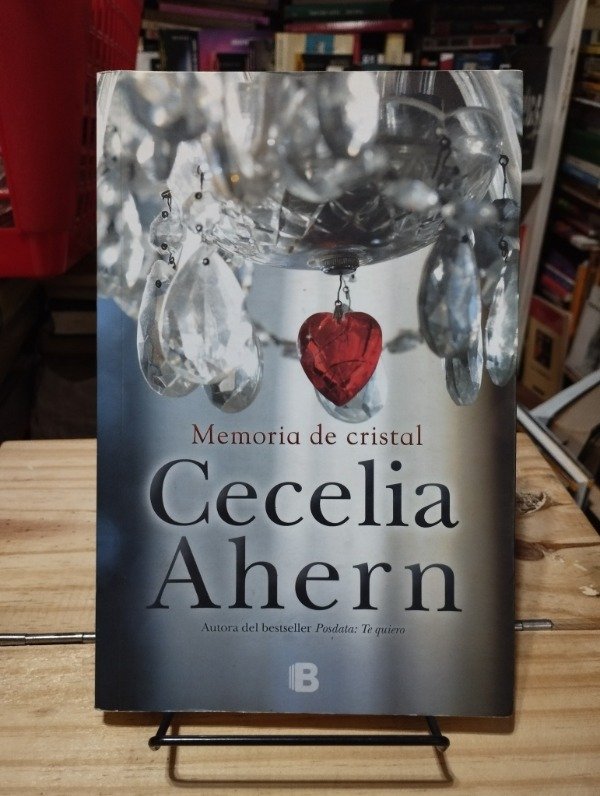 Memoria de cristal
Cecelia
Ahern
Autora del bestseller Posdata: Te quiero
B